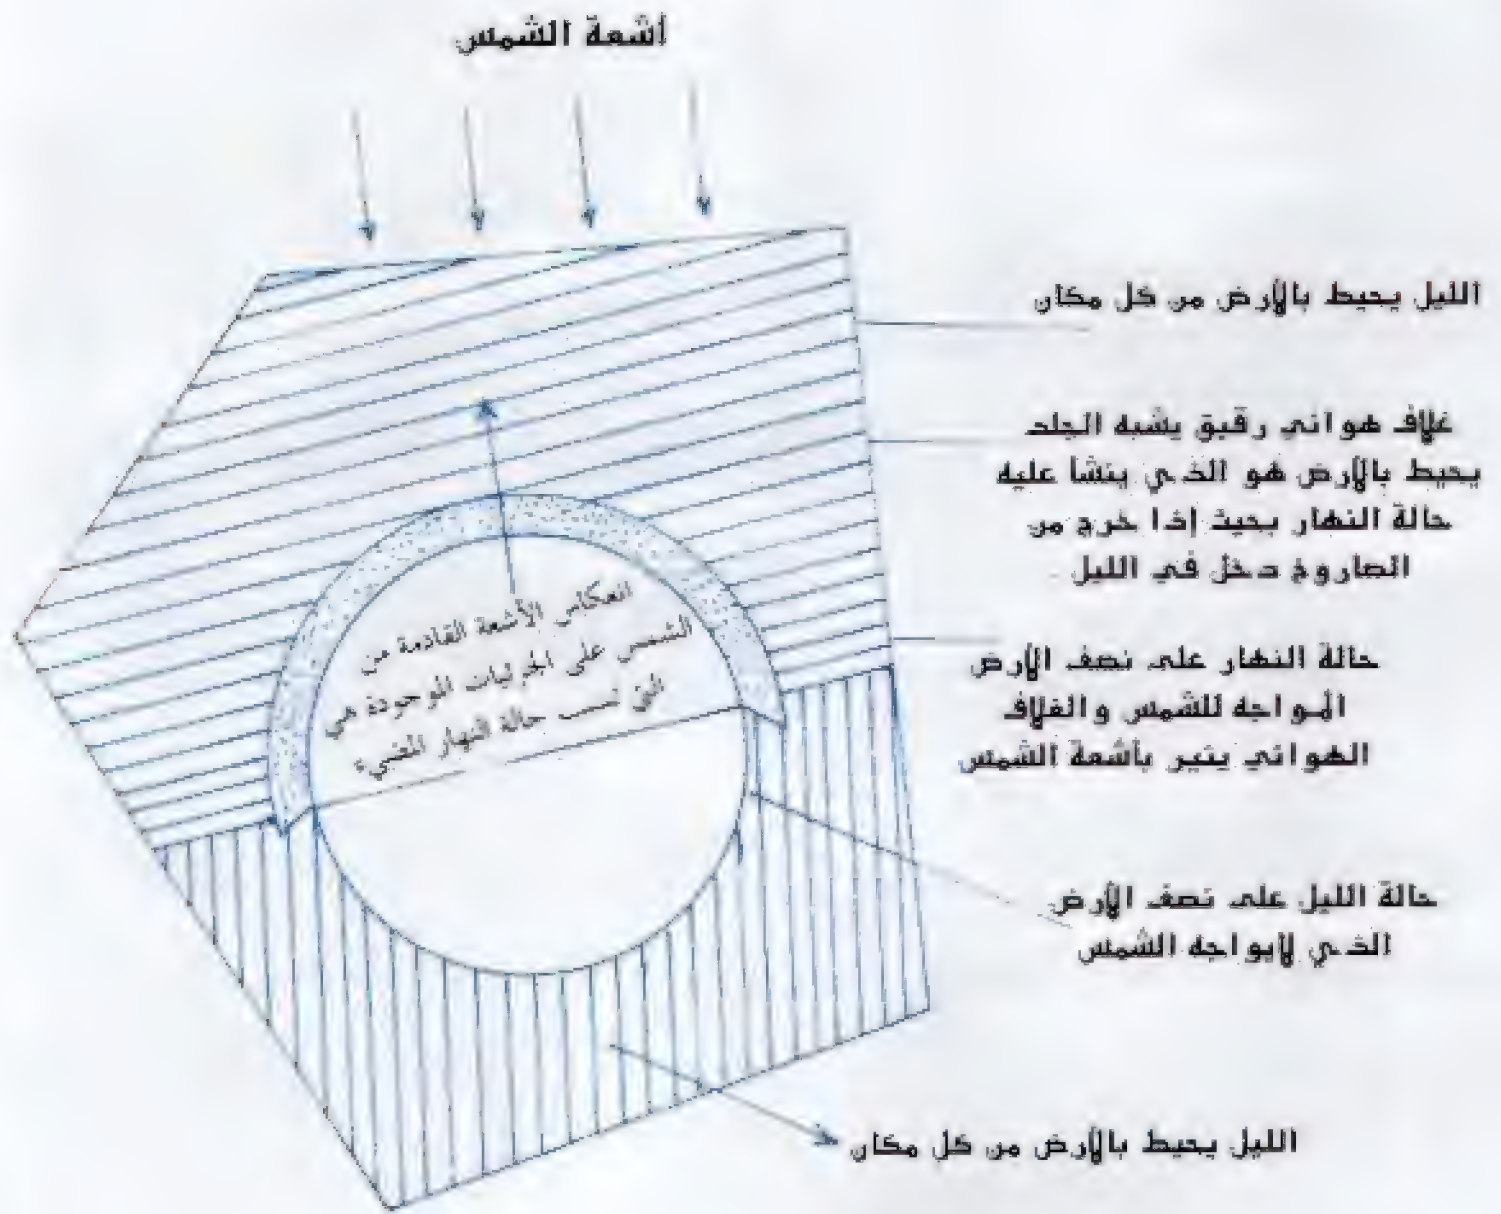 أشعة الشمس
الليل يحيط بالأرض من كل مكان
غلاف هوائي رقيق يشبه الجلد
يحيط بالأرض هو الذي ينشأ عليه
حالة النهار بحيث إذا خرج من
الصاروخ دخل في الليل
انعكاس الأشعة القادمة من
الشمس على الجزئيات الموجودة هي
التي تسبب حالة النهار المضيء
حالة النهار على نصف الأرض
المواجه للشمس والغلاف
الهوائي ينير بأشعة الشمس
حالة الليل على نصف الأرض
الذي لايواجه الشمس
الليل يحيط بالأرض من كل مكان